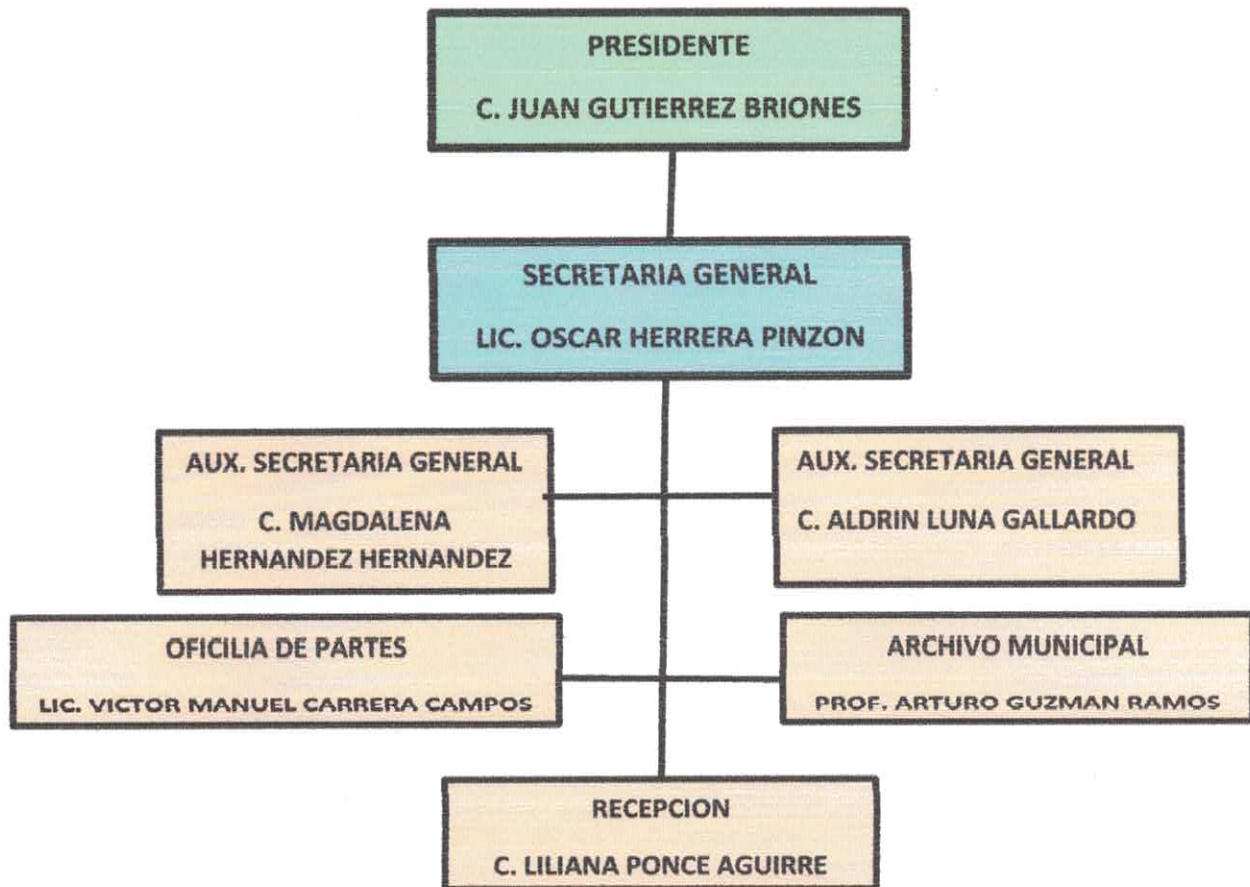 PRESIDENTE
C. JUAN GUTIERREZ BRIONES
SECRETARIA GENERAL
LIC. OSCAR HERRERA PINZON
AUX. SECRETARIA GENERAL
C. MAGDALENA
HERNANDEZ HERNANDEZ
AUX. SECRETARIA GENERAL
C. ALDRIN LUNA GALLARDO
OFICILIA DE PARTES
LIC. VICTOR MANUEL CARRERA CAMPOS
ARCHIVO MUNICIPAL
PROF. ARTURO GUZMAN RAMOS
RECEPCION
C. LILIANA PONCE AGUIRRE